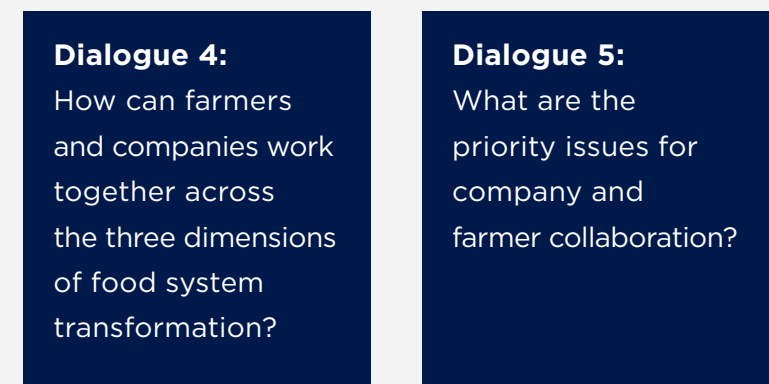 Dialogue 4:
How can farmers
and companies work
together across
the three dimensions
of food system
transformation?
Dialogue 5:
What are the
priority issues for
company and
farmer collaboration?